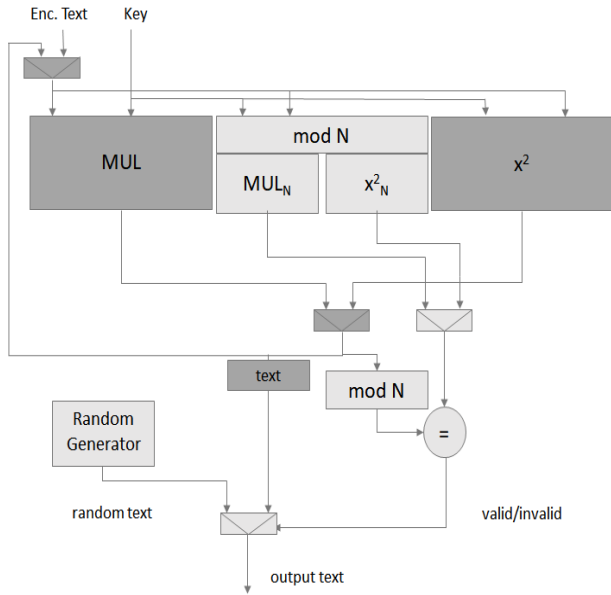 Enc. Text Key
MUL
mod N
MULN
x²N
x²
text
mod N
Random
Generator
=
random text
valid/invalid
output text